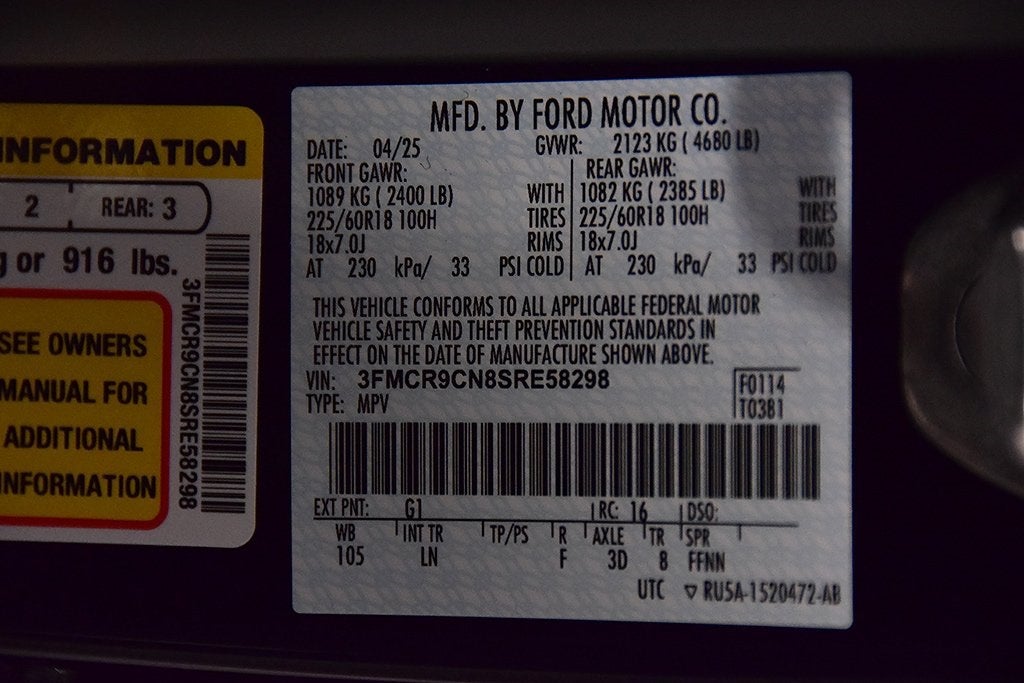 INFORMATION
2 REAR: 3
or 916 lbs.
SEE OWNERS
MANUAL FOR
ADDITIONAL
INFORMATION
3FMCR9CN8SRE58298
MFD. BY FORD MOTOR CO.
DATE: 04/25 GVWR: 2123 KG ( 4680 LB)
FRONT GAWR: REAR GAWR:
1089 KG ( 2400 LB) WITH 1082 KG ( 2385 LB) WITH
225/60R18 100H TIRES 225/60R18 100H TIRES
18x7.0J RIMS 18x7.0J RIMS
AT 230 kPa/ 33 PSI COLD AT 230 kPa/ 33 PSI COLD
THIS VEHICLE CONFORMS TO ALL APPLICABLE FEDERAL MOTOR
VEHICLE SAFETY AND THEFT PREVENTION STANDARDS IN
EFFECT ON THE DATE OF MANUFACTURE SHOWN ABOVE.
VIN: 3FMCR9CN8SRE58298 F0114
TYPE: MPV T0381
EXT PNT: G1 RC: 16 DSO:
WB INT TR TP/PS R AXLE TR SPR
105 LN F 3D 8 FFNN
UTC ▽ RU5A-1520472-AB